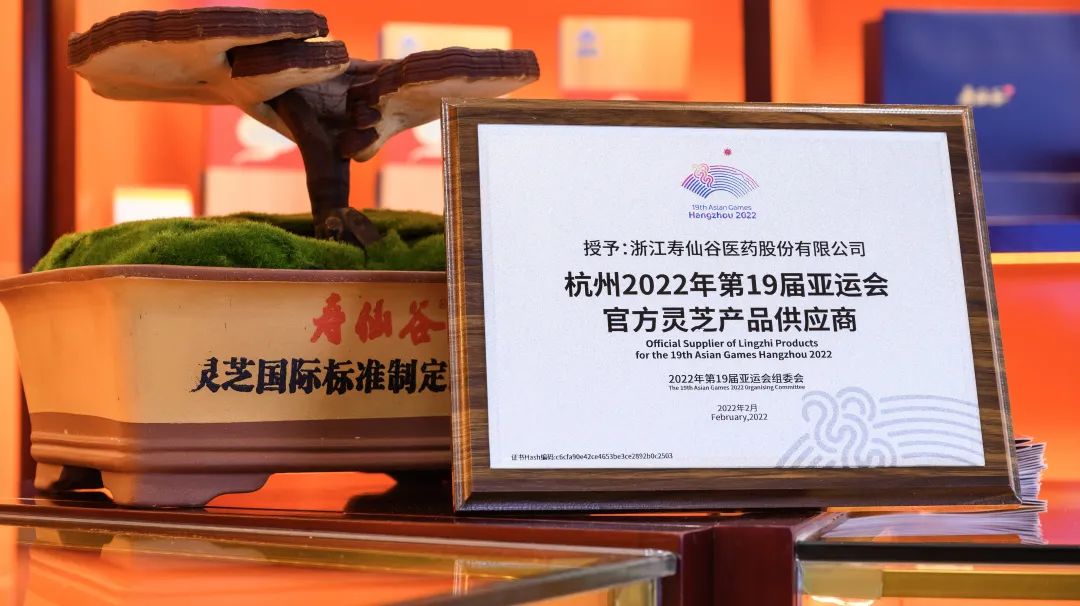 寿仙谷
灵芝国际标准制定
19th Asian Games
Hangzhou 2022
授予：浙江寿仙谷医药股份有限公司
杭州2022年第19届亚运会
官方灵芝产品供应商
Official Supplier of Lingzhi Products
for the 19th Asian Games Hangzhou 2022
2022年第19届亚运会组委会
The 19th Asian Games 2022 Organising Committee
2022年2月
February,2022
证书Hash编码:c6cfa90e42ce4653be3ce2892b0c2503